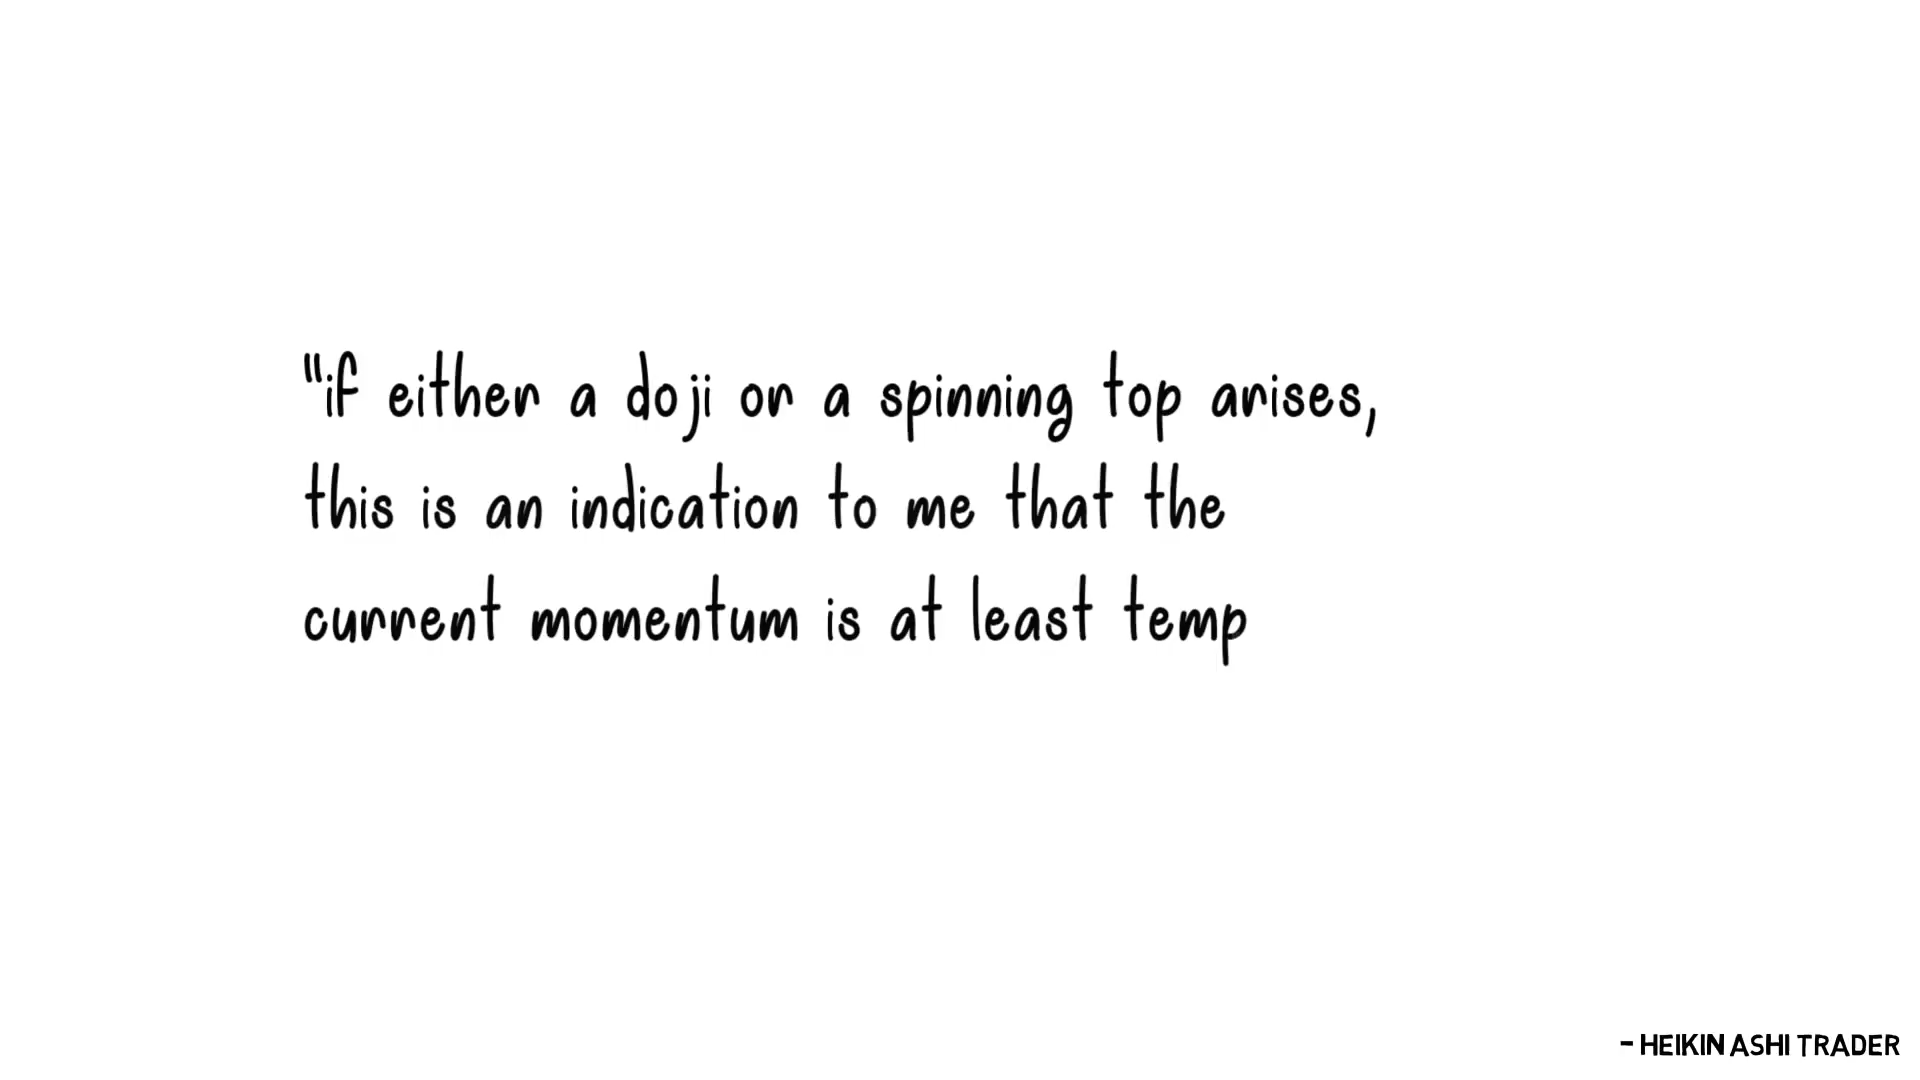 "if either a doji or a spinning top arises,
this is an indication to me that the
current momentum is at least temp
- HEIKIN ASHI TRADER